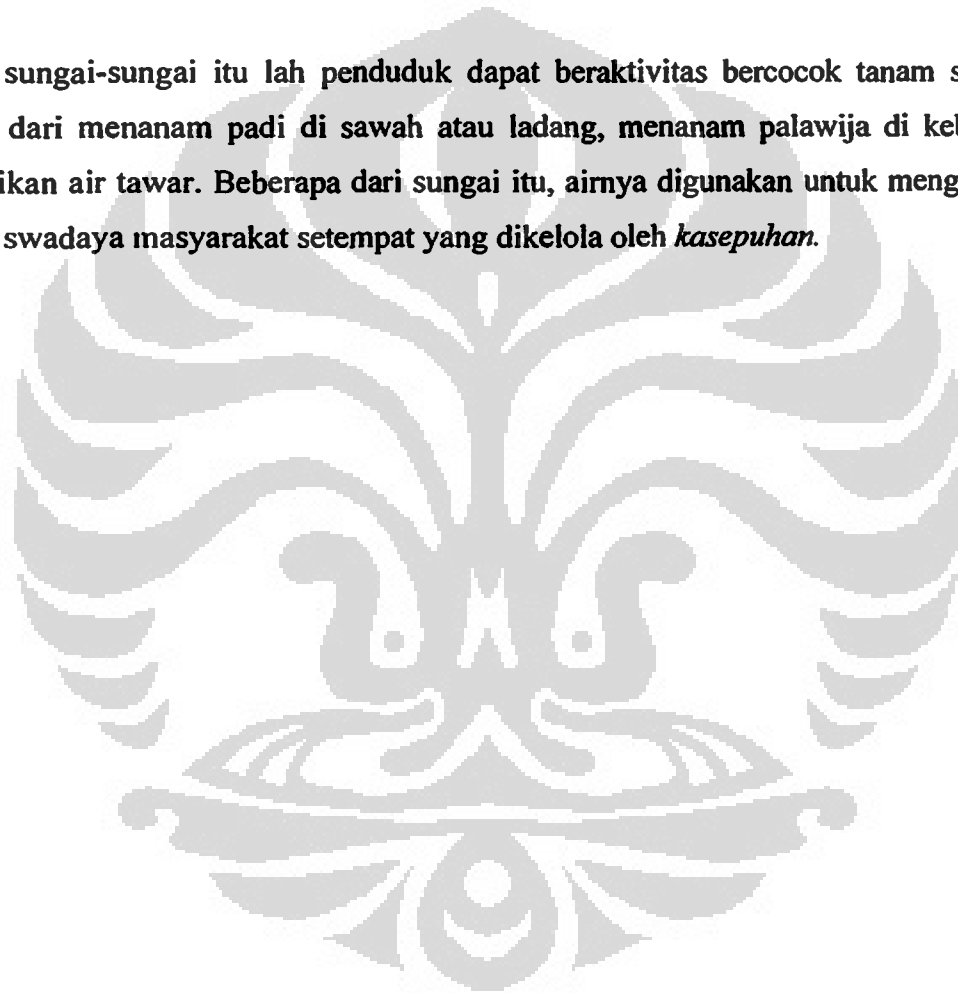 sungai-sungai itu lah penduduk dapat beraktivitas bercocok tanam
dari menanam padi di sawah atau ladang, menanam palawija di
ikan air tawar. Beberapa dari sungai itu, airnya digunakan untuk
swadaya masyarakat setempat yang dikelola oleh kasepuhan.